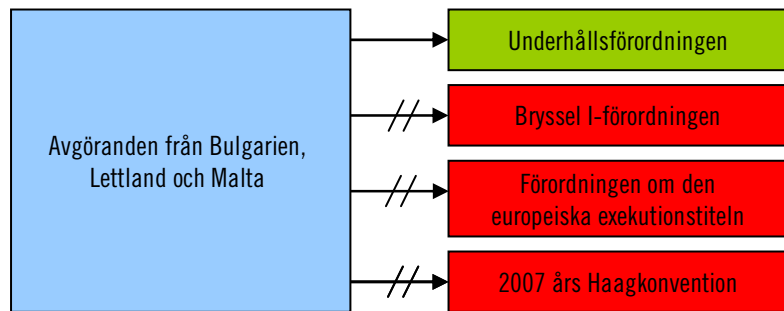 Underhållsförordningen
Bryssel I-förordningen
Avgöranden från Bulgarien,
Lettland och Malta
Förordningen om den
europeiska exekutionstiteln
2007 års Haagkonvention